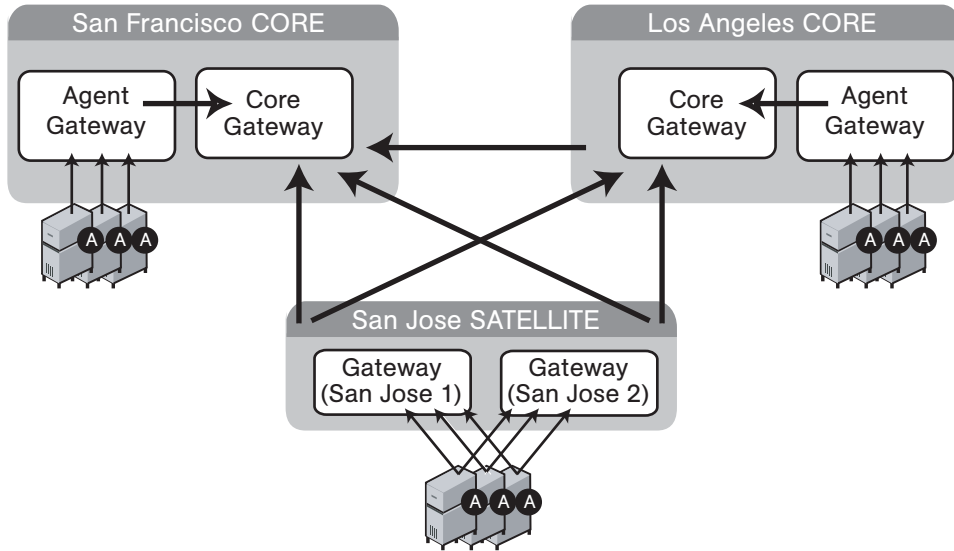 San Francisco CORE
Agent
Gateway
Core
Gateway
A A A
Los Angeles CORE
Core
Gateway
Agent
Gateway
A A A
San Jose SATELLITE
Gateway
(San Jose 1)
Gateway
(San Jose 2)
A A A